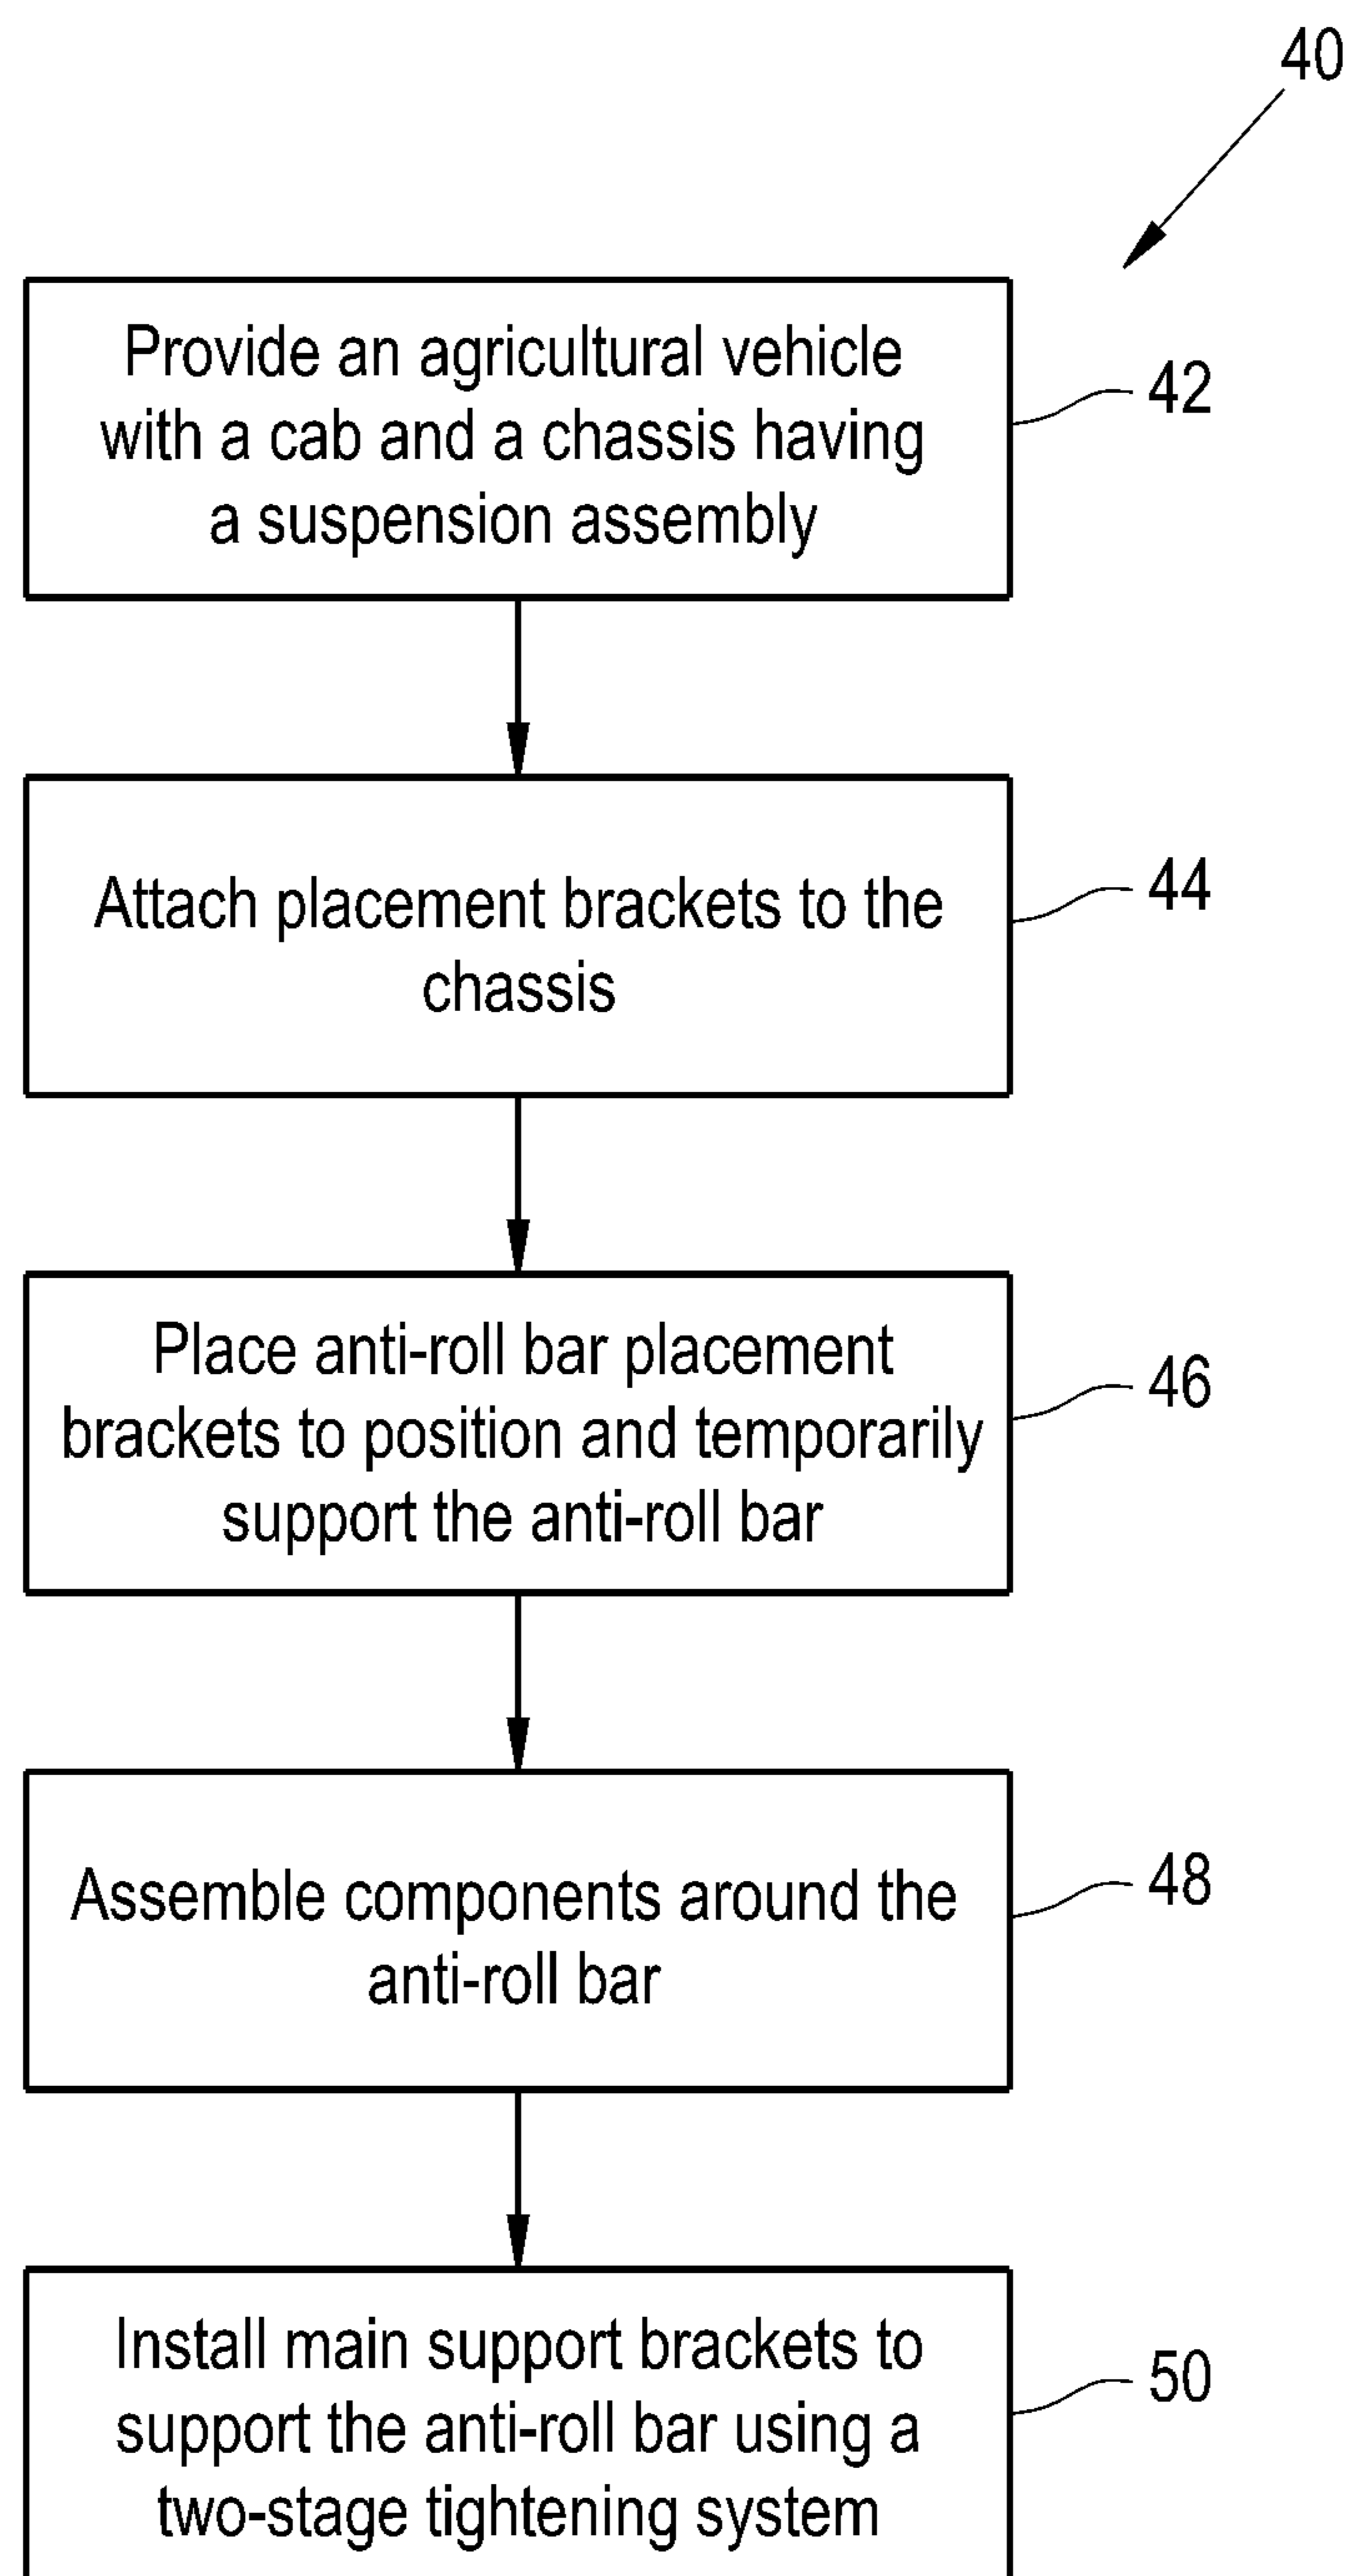 40
Provide an agricultural vehicle
with a cab and a chassis having
a suspension assembly
42
Attach placement brackets to the
chassis
44
Place anti-roll bar placement
brackets to position and temporarily
support the anti-roll bar
46
Assemble components around the
anti-roll bar
48
Install main support brackets to
support the anti-roll bar using a
two-stage tightening system
50